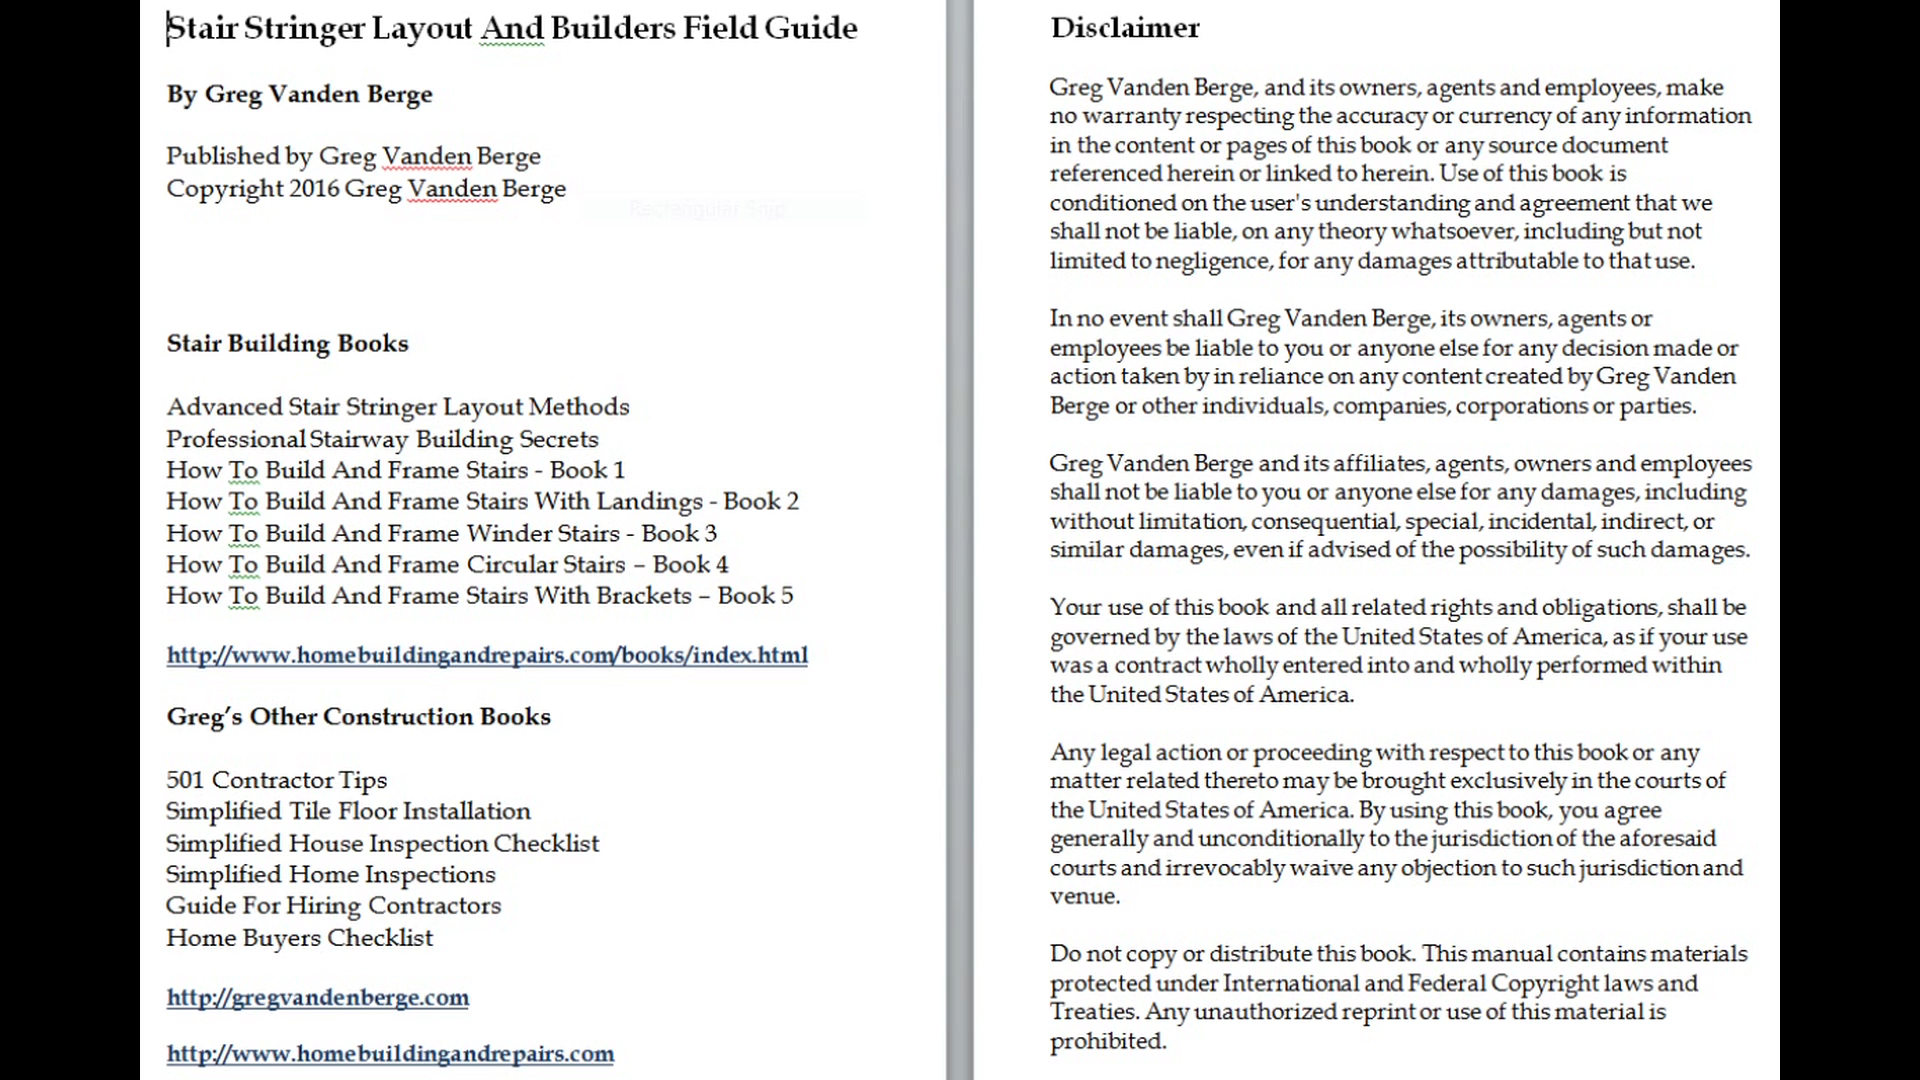 Stair Stringer Layout And Builders Field Guide
By Greg Vanden Berge
Published by Greg Vanden Berge
Copyright 2016 Greg Vanden Berge
Rectangular Snip
Stair Building Books
Advanced Stair Stringer Layout Methods
Professional Stairway Building Secrets
How To Build And Frame Stairs - Book 1
How To Build And Frame Stairs With Landings - Book 2
How To Build And Frame Winder Stairs - Book 3
How To Build And Frame Circular Stairs – Book 4
How To Build And Frame Stairs With Brackets – Book 5
http://www.homebuildingandrepairs.com/books/index.html
Greg’s Other Construction Books
501 Contractor Tips
Simplified Tile Floor Installation
Simplified House Inspection Checklist
Simplified Home Inspections
Guide For Hiring Contractors
Home Buyers Checklist
http://gregvandenberge.com
http://www.homebuildingandrepairs.com
Disclaimer
Greg Vanden Berge, and its owners, agents and employees, make
no warranty respecting the accuracy or currency of any information
in the content or pages of this book or any source document
referenced herein or linked to herein. Use of this book is
conditioned on the user's understanding and agreement that we
shall not be liable, on any theory whatsoever, including but not
limited to negligence, for any damages attributable to that use.
In no event shall Greg Vanden Berge, its owners, agents or
employees be liable to you or anyone else for any decision made or
action taken by in reliance on any content created by Greg Vanden
Berge or other individuals, companies, corporations or parties.
Greg Vanden Berge and its affiliates, agents, owners and employees
shall not be liable to you or anyone else for any damages, including
without limitation, consequential, special, incidental, indirect, or
similar damages, even if advised of the possibility of such damages.
Your use of this book and all related rights and obligations, shall be
governed by the laws of the United States of America, as if your use
was a contract wholly entered into and wholly performed within
the United States of America.
Any legal action or proceeding with respect to this book or any
matter related thereto may be brought exclusively in the courts of
the United States of America. By using this book, you agree
generally and unconditionally to the jurisdiction of the aforesaid
courts and irrevocably waive any objection to such jurisdiction and
venue.
Do not copy or distribute this book. This manual contains materials
protected under International and Federal Copyright laws and
Treaties. Any unauthorized reprint or use of this material is
prohibited.